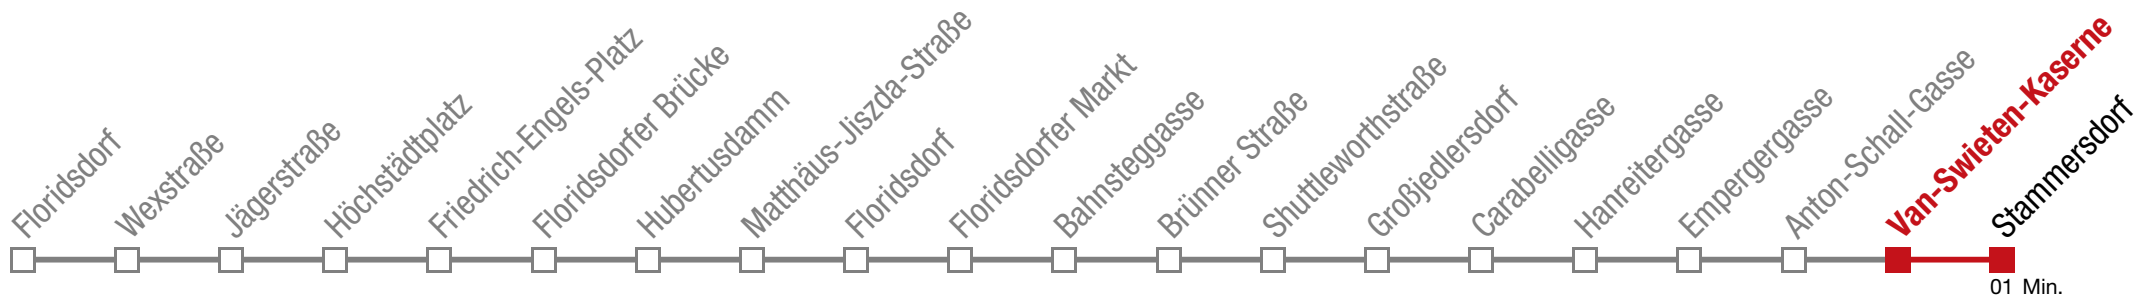 Floridsdorf
Wexstraße
Jägerstraße
Höchstädtplatz
Friedrich-Engels-Platz
Floridsdorfer Brücke
Hubertusdamm
Matthäus-Jiszda-Straße
Floridsdorf
Floridsdorfer Markt
Bahnsteggasse
Brünner Straße
Shuttleworthstraße
Großjedlersdorf
Carabelligasse
Hanreitergasse
Empergergasse
Anton-Schall-Gasse
Van-Swieten-Kaserne
Stammersdorf
01 Min.